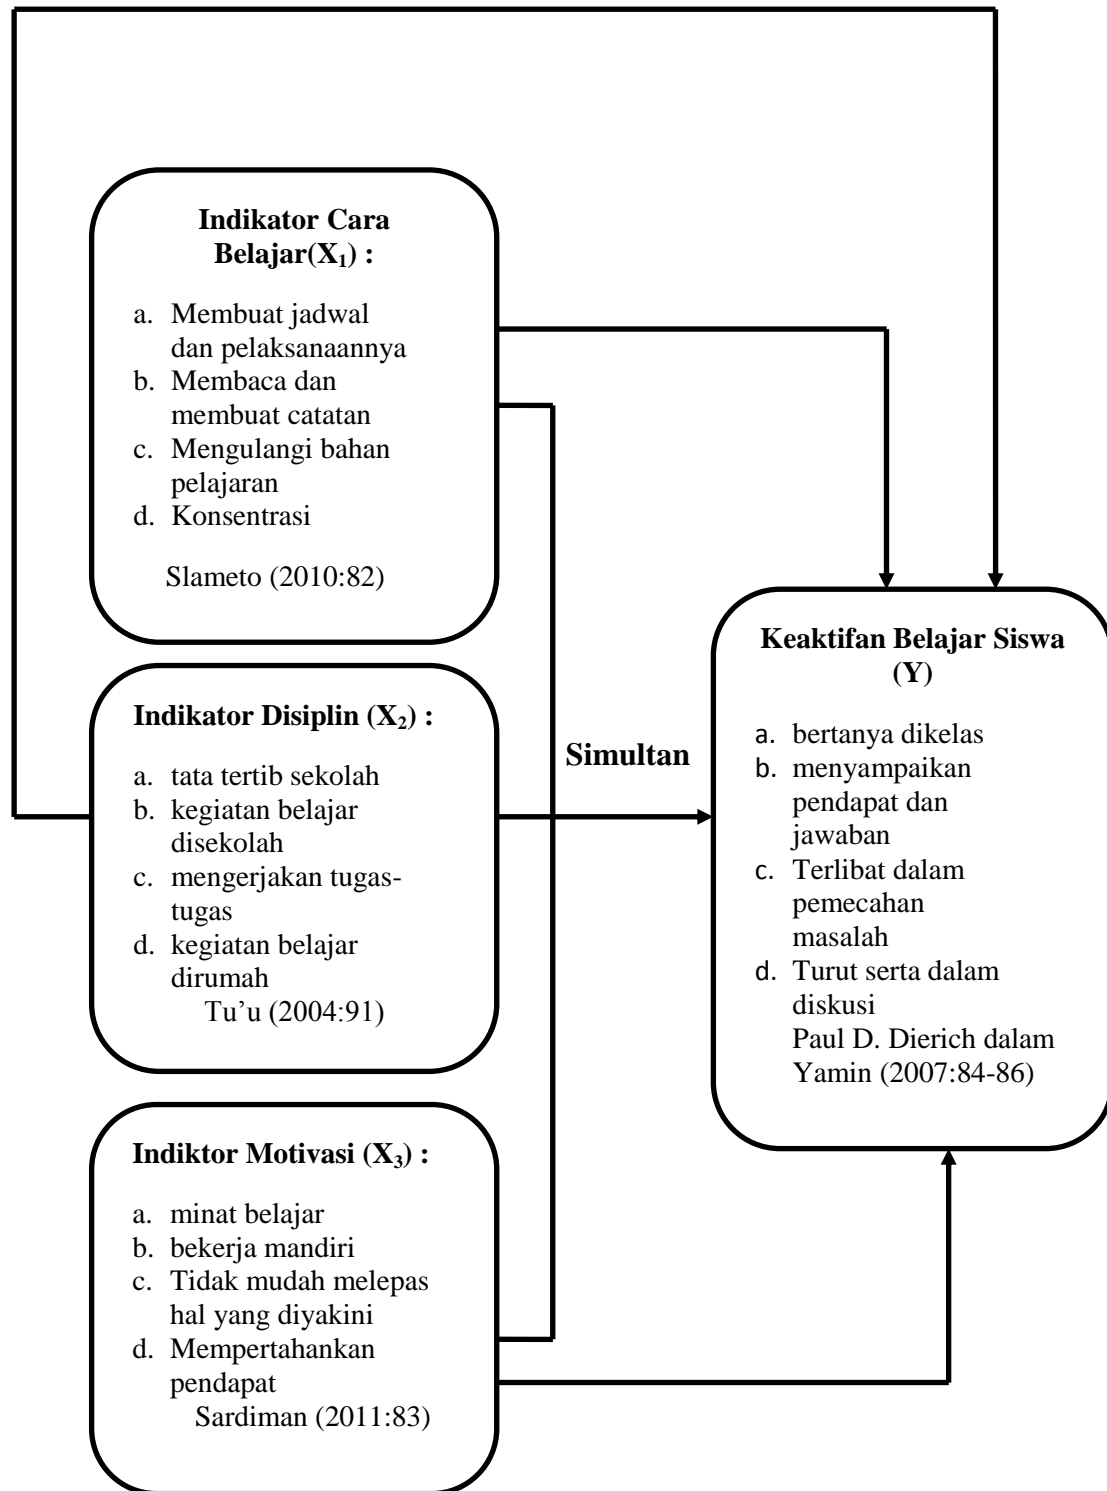 Indikator Cara
Belajar(X₁) :
a. Membuat jadwal
dan pelaksanaannya
b. Membaca dan
membuat catatan
c. Mengulangi bahan
pelajaran
d. Konsentrasi
Slameto (2010:82)
Indikator Disiplin (X₂) :
a. tata tertib sekolah
b. kegiatan belajar
disekolah
c. mengerjakan tugas-
tugas
d. kegiatan belajar
dirumah
Tu’u (2004:91)
Indiktor Motivasi (X₃) :
a. minat belajar
b. bekerja mandiri
c. Tidak mudah melepas
hal yang diyakini
d. Mempertahankan
pendapat
Sardiman (2011:83)
Simultan
Keaktifan Belajar Siswa
(Y)
a. bertanya dikelas
b. menyampaikan
pendapat dan
jawaban
c. Terlibat dalam
pemecahan
masalah
d. Turut serta dalam
diskusi
Paul D. Dierich dalam
Yamin (2007:84-86)